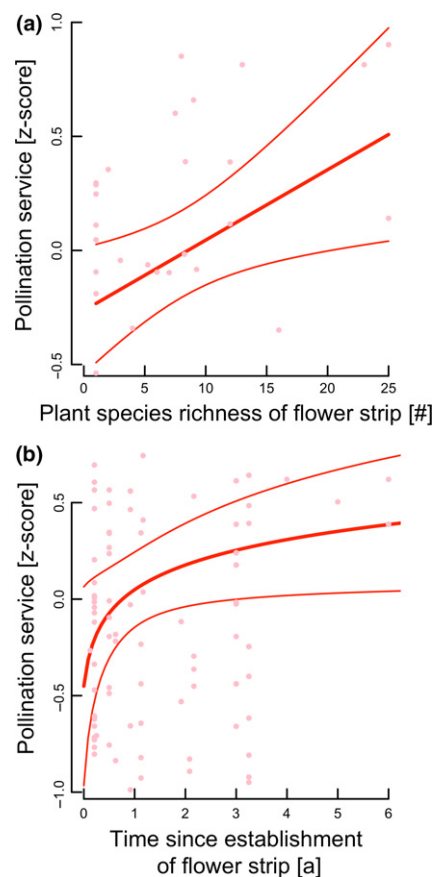 (a)
Pollination service [z-score]
1.0
0.5
0.0
−0.5
0 5 10 15 20 25
Plant species richness of flower strip [#]
(b)
Pollination service [z-score]
0.5
0.0
−0.5
−1.0
0 1 2 3 4 5 6
Time since establishment
of flower strip [a]